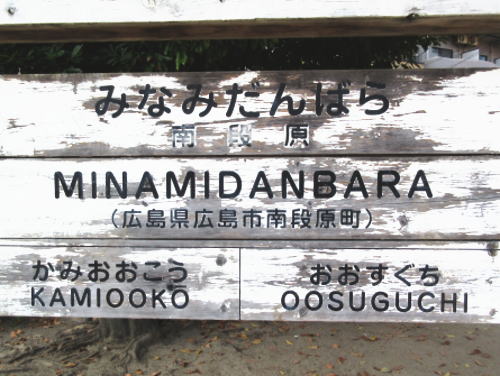 みなみだんばら
南段原
MINAMIDANBARA
(広島県広島市南段原町)
かみおおこう
KAMIOOKO
おおすぐち
OOSUGUCHI